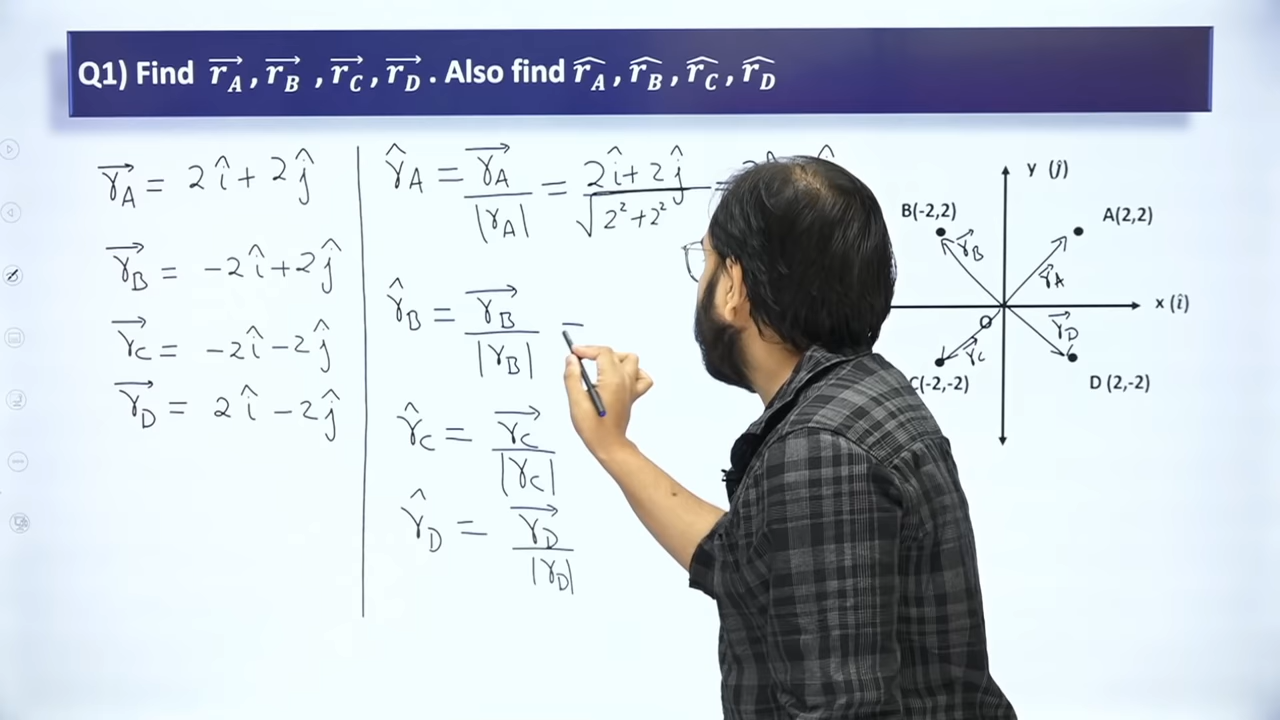 Q1) Find r⃗_A, r⃗_B, r⃗_C, r⃗_D. Also find r̂_A, r̂_B, r̂_C, r̂_D
r⃗_A = 2î + 2ĵ
r⃗_B = -2î + 2ĵ
r⃗_C = -2î - 2ĵ
r⃗_D = 2î - 2ĵ
r̂_A = r⃗_A / |r_A| = (2î + 2ĵ) / √(2² + 2²) =
r̂_B = r⃗_B / |r_B| =
r̂_C = r⃗_C / |r_C|
r̂_D = r⃗_D / |r_D|
y (ĵ)
B(-2,2)
A(2,2)
r⃗_B
r⃗_A
x (î)
O
r⃗_D
r⃗_C
C(-2,-2)
D (2,-2)